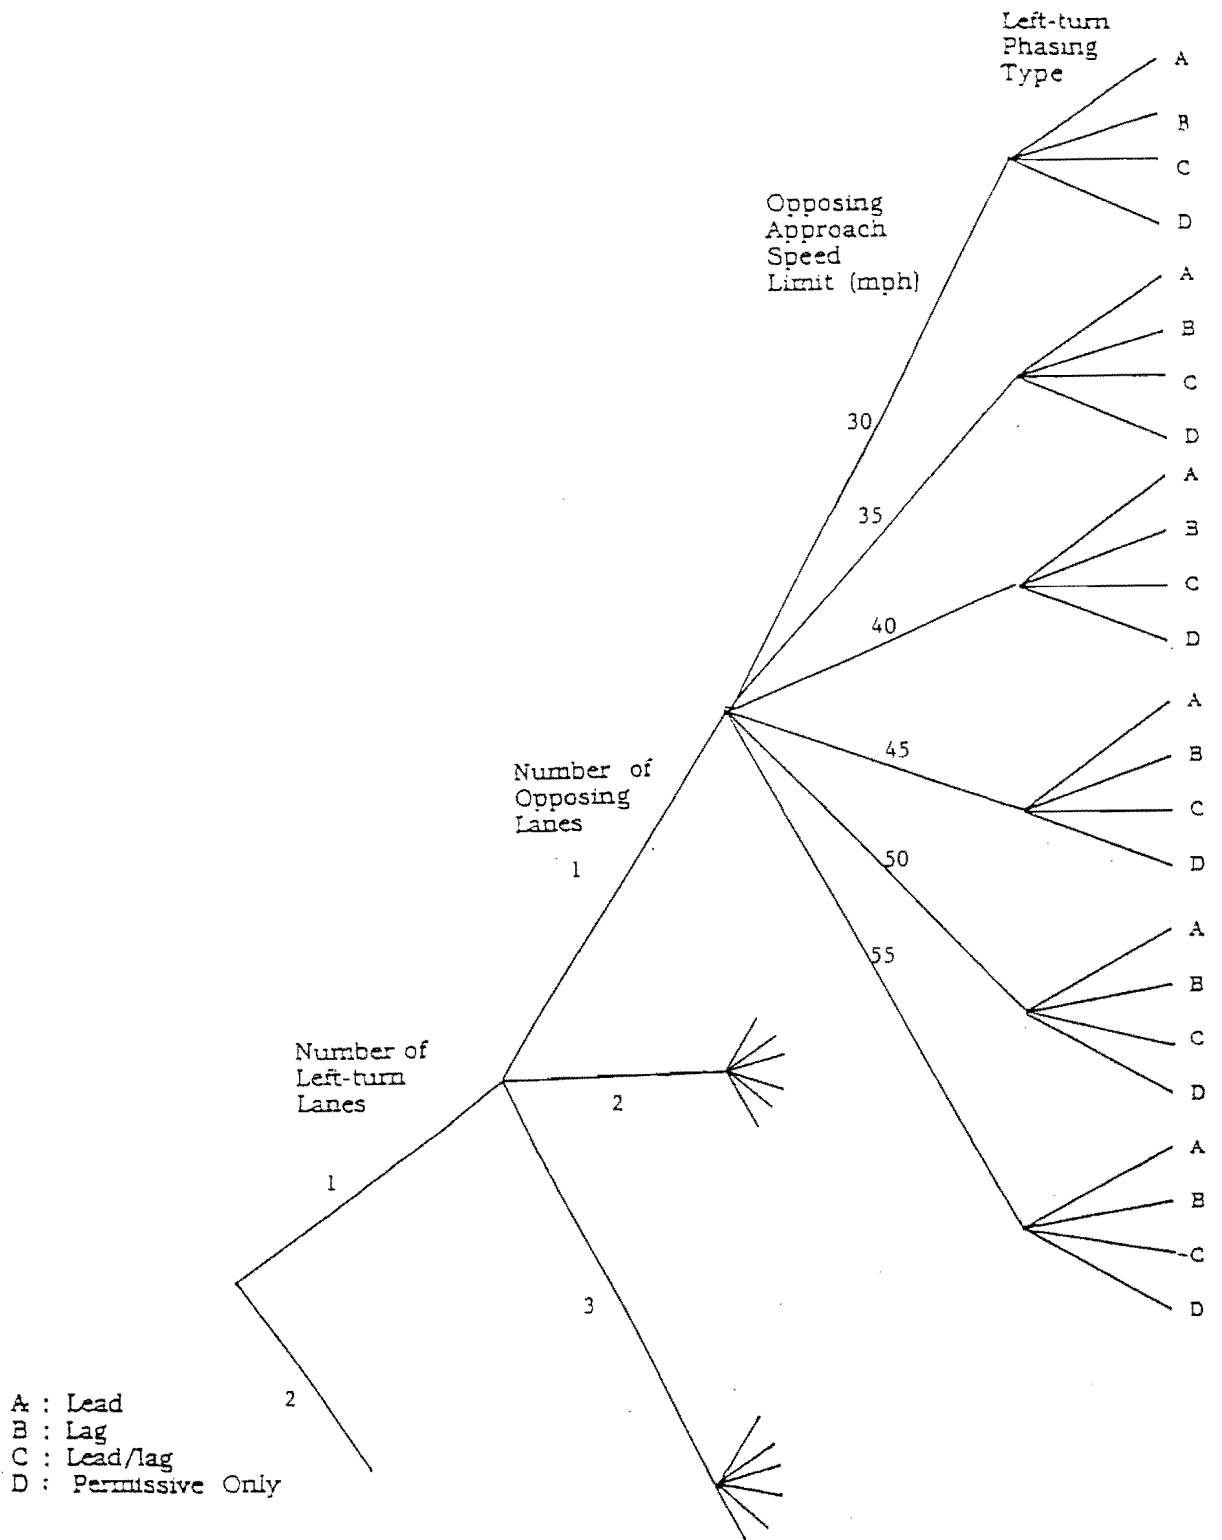 Left-turn
Phasing
Type
A
B
C
D
Opposing
Approach
Speed
Limit (mph)
A
B
C
D
30
35
A
B
C
D
40
A
B
C
D
45
Number of
Opposing
Lanes
1
50
A
B
C
D
55
Number of
Left-turn
Lanes
2
1
A
B
C
D
3
2
A : Lead
B : Lag
C : Lead/lag
D : Permissive Only